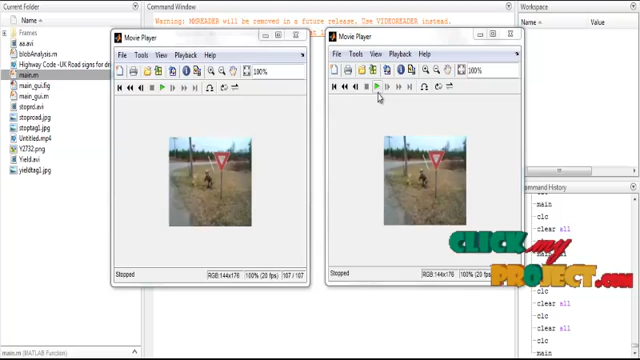 Current Folder
Command Window
Workspace
Name
Name
Value
Frames
aa.avi
blobAnalysis.m
Highway Code -UK Road signs for dri
main.m
main_gui.fig
main_gui.m
stoprd.avi
stoproad.jpg
stoptag1.jpg
Untitled.mp4
Y2732.png
Yield.avi
yieldtag1.jpg
Warning: MMREADER will be removed in a future release. Use VIDEOREADER instead.
Movie Player
File Tools View Playback Help
100%
Stopped
RGB:144x176
100% (20 fps)
107 / 107
Movie Player
File Tools View Playback Help
100%
Stopped
RGB:144x176
100% (20 fps)
Command History
main
clc
clear all
main
clc
clear all
clc
clear all
clc
main
CLICK my
PROJECT.COM
main.m (MATLAB Function)